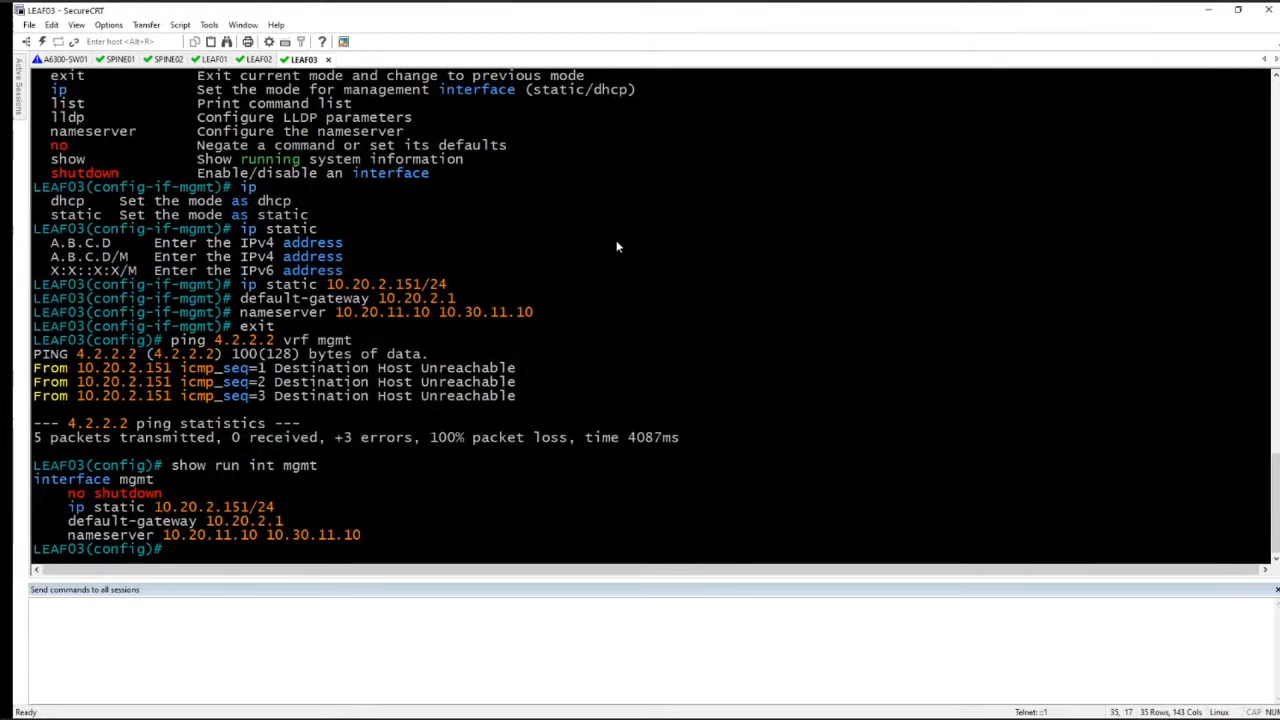 LEAF03 - SecureCRT
File Edit View Options Transfer Script Tools Window Help
Enter host <Alt+R>
A6300-SW01 SPINE01 SPINE02 LEAF01 LEAF02 LEAF03
Active Sessions
exit Exit current mode and change to previous mode
ip Set the mode for management interface (static/dhcp)
list Print command list
lldp Configure LLDP parameters
nameserver Configure the nameserver
no Negate a command or set its defaults
show Show running system information
shutdown Enable/disable an interface
LEAF03(config-if-mgmt)# ip
dhcp Set the mode as dhcp
static Set the mode as static
LEAF03(config-if-mgmt)# ip static
A.B.C.D Enter the IPv4 address
A.B.C.D/M Enter the IPv4 address
X:X::X:X/M Enter the IPv6 address
LEAF03(config-if-mgmt)# ip static 10.20.2.151/24
LEAF03(config-if-mgmt)# default-gateway 10.20.2.1
LEAF03(config-if-mgmt)# nameserver 10.20.11.10 10.30.11.10
LEAF03(config-if-mgmt)# exit
LEAF03(config)# ping 4.2.2.2 vrf mgmt
PING 4.2.2.2 (4.2.2.2) 100(128) bytes of data.
From 10.20.2.151 icmp_seq=1 Destination Host Unreachable
From 10.20.2.151 icmp_seq=2 Destination Host Unreachable
From 10.20.2.151 icmp_seq=3 Destination Host Unreachable
--- 4.2.2.2 ping statistics ---
5 packets transmitted, 0 received, +3 errors, 100% packet loss, time 4087ms
LEAF03(config)# show run int mgmt
interface mgmt
no shutdown
ip static 10.20.2.151/24
default-gateway 10.20.2.1
nameserver 10.20.11.10 10.30.11.10
LEAF03(config)#
Send commands to all sessions
Ready Telnet: ::1 35, 17 35 Rows, 143 Cols Linux CAP NUM